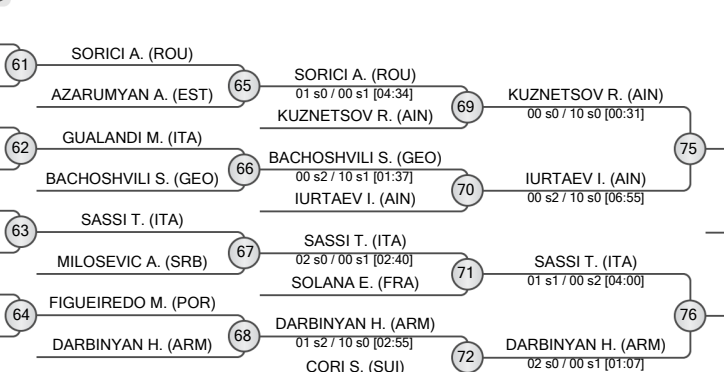 SORICI A. (ROU)
61
AZARUMYAN A. (EST)
65
SORICI A. (ROU)
01 s0 / 00 s1 [04:34]
KUZNETSOV R. (AIN)
69
KUZNETSOV R. (AIN)
00 s0 / 10 s0 [00:31]
GUALANDI M. (ITA)
62
BACHOSHVILI S. (GEO)
66
BACHOSHVILI S. (GEO)
00 s2 / 10 s1 [01:37]
IURTAEV I. (AIN)
70
IURTAEV I. (AIN)
00 s2 / 10 s0 [06:55]
75
SASSI T. (ITA)
63
MILOSEVIC A. (SRB)
67
SASSI T. (ITA)
02 s0 / 00 s1 [02:40]
SOLANA E. (FRA)
71
SASSI T. (ITA)
01 s1 / 00 s2 [04:00]
FIGUEIREDO M. (POR)
64
DARBINYAN H. (ARM)
68
DARBINYAN H. (ARM)
01 s2 / 10 s0 [02:55]
CORI S. (SUI)
72
DARBINYAN H. (ARM)
02 s0 / 00 s1 [01:07]
76